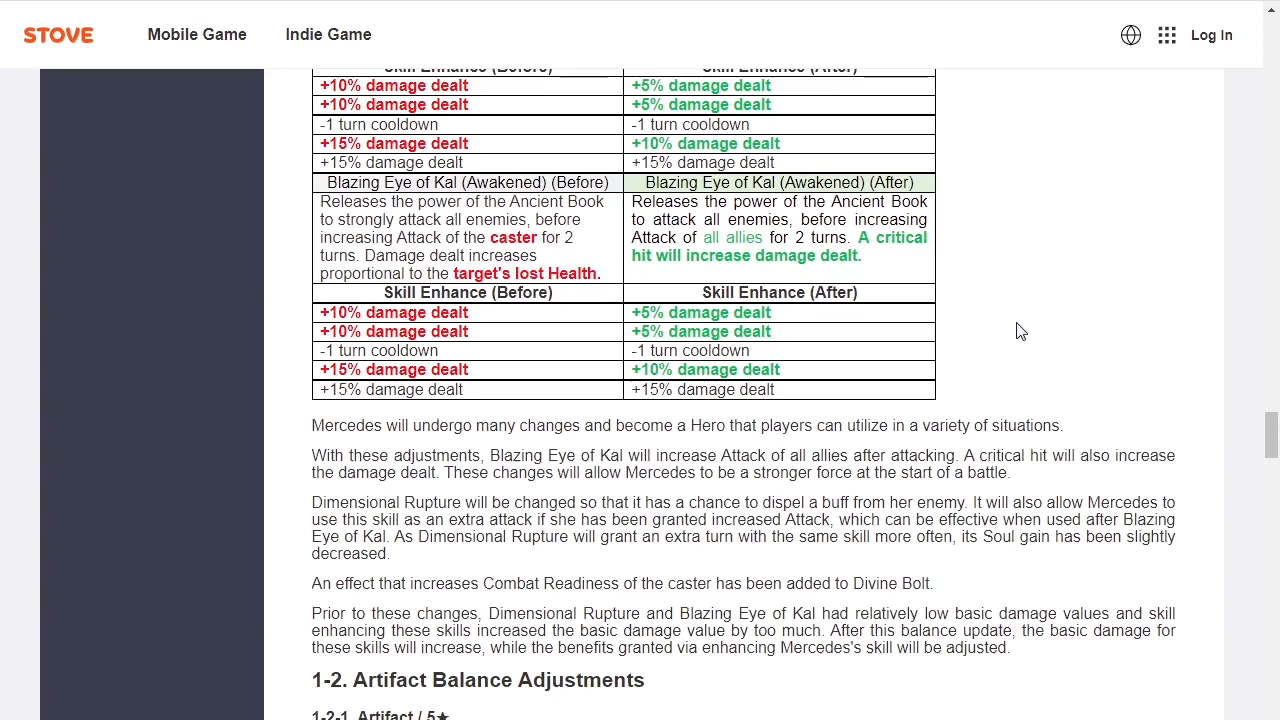 STOVE Mobile Game Indie Game Log In
Skill Enhance (Before) Skill Enhance (After)
+10% damage dealt +5% damage dealt
+10% damage dealt +5% damage dealt
-1 turn cooldown -1 turn cooldown
+15% damage dealt +10% damage dealt
+15% damage dealt +15% damage dealt
Blazing Eye of Kal (Awakened) (Before) Blazing Eye of Kal (Awakened) (After)
Releases the power of the Ancient Book
to strongly attack all enemies, before
increasing Attack of the caster for 2
turns. Damage dealt increases
proportional to the target's lost Health.
Releases the power of the Ancient Book
to attack all enemies, before increasing
Attack of all allies for 2 turns. A critical
hit will increase damage dealt.
Skill Enhance (Before) Skill Enhance (After)
+10% damage dealt +5% damage dealt
+10% damage dealt +5% damage dealt
-1 turn cooldown -1 turn cooldown
+15% damage dealt +10% damage dealt
+15% damage dealt +15% damage dealt
Mercedes will undergo many changes and become a Hero that players can utilize in a variety of situations.
With these adjustments, Blazing Eye of Kal will increase Attack of all allies after attacking. A critical hit will also increase
the damage dealt. These changes will allow Mercedes to be a stronger force at the start of a battle.
Dimensional Rupture will be changed so that it has a chance to dispel a buff from her enemy. It will also allow Mercedes to
use this skill as an extra attack if she has been granted increased Attack, which can be effective when used after Blazing
Eye of Kal. As Dimensional Rupture will grant an extra turn with the same skill more often, its Soul gain has been slightly
decreased.
An effect that increases Combat Readiness of the caster has been added to Divine Bolt.
Prior to these changes, Dimensional Rupture and Blazing Eye of Kal had relatively low basic damage values and skill
enhancing these skills increased the basic damage value by too much. After this balance update, the basic damage for
these skills will increase, while the benefits granted via enhancing Mercedes's skill will be adjusted.
1-2. Artifact Balance Adjustments
1-2-1. Artifact / 5★